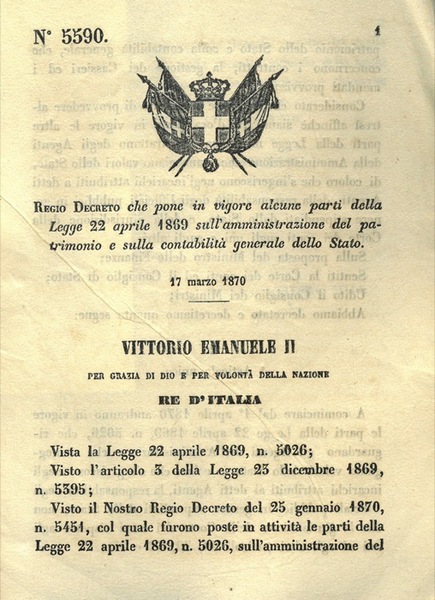 N° 5590.
1
REGIO DECRETO che pone in vigore alcune parti della
Legge 22 aprile 1869 sull'amministrazione del pa-
trimonio e sulla contabilità generale dello Stato.
17 marzo 1870
VITTORIO EMANUELE II
PER GRAZIA DI DIO E PER VOLONTÀ DELLA NAZIONE
RE D'ITALIA
Vista la Legge 22 aprile 1869, n. 5026;
Visto l'articolo 3 della Legge 23 dicembre 1869,
n. 5395;
Visto il Nostro Regio Decreto del 25 gennaio 1870,
n. 5451, col quale furono poste in attività le parti della
Legge 22 aprile 1869, n. 5026, sull'amministrazione del